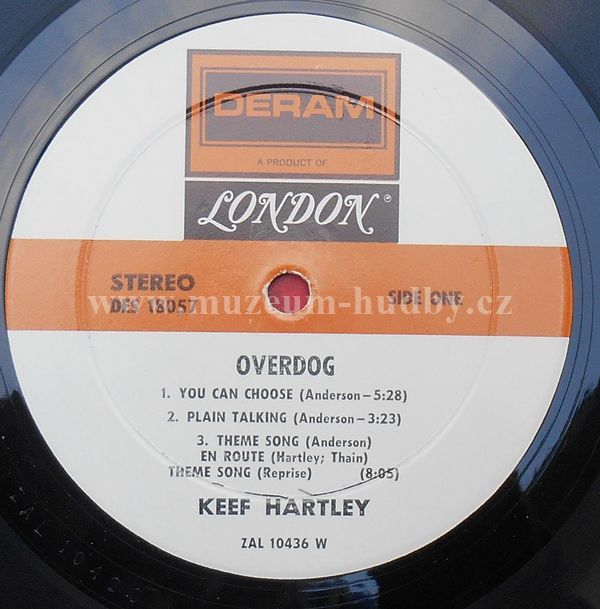 DERAM
A PRODUCT OF
LONDON®
STEREO
SIDE ONE
DES 18057
www.muzeum-hudby.cz
OVERDOG
1. YOU CAN CHOOSE (Anderson – 5:28)
2. PLAIN TALKING (Anderson – 3:23)
3. THEME SONG (Anderson)
EN ROUTE (Hartley; Thain)
THEME SONG (Reprise) (8:05)
KEEF HARTLEY
ZAL 10436 W